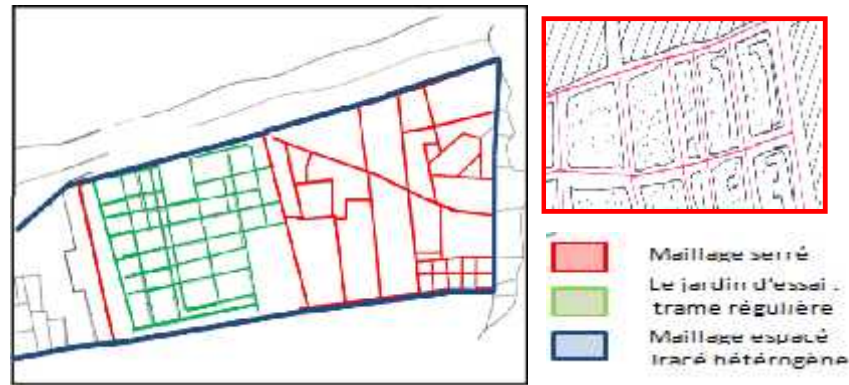 Maillage serré
Le jardin d'essai :
trame régulière
Maillage espacé
Tracé hétérogène